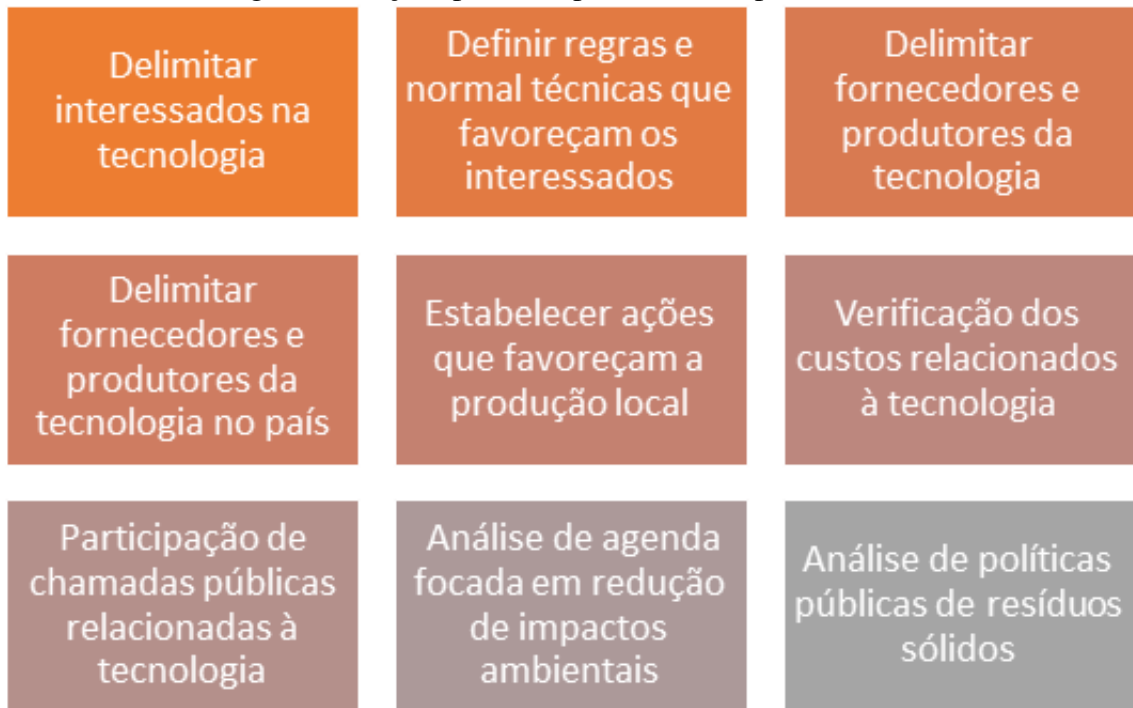 Delimitar
interessados na
tecnologia
Definir regras e
normal técnicas que
favoreçam os
interessados
Delimitar
fornecedores e
produtores da
tecnologia
Delimitar
fornecedores e
produtores da
tecnologia no país
Estabelecer ações
que favoreçam a
produção local
Verificação dos
custos relacionados
à tecnologia
Participação de
chamadas públicas
relacionadas à
tecnologia
Análise de agenda
focada em redução
de impactos
ambientais
Análise de políticas
públicas de resíduos
sólidos